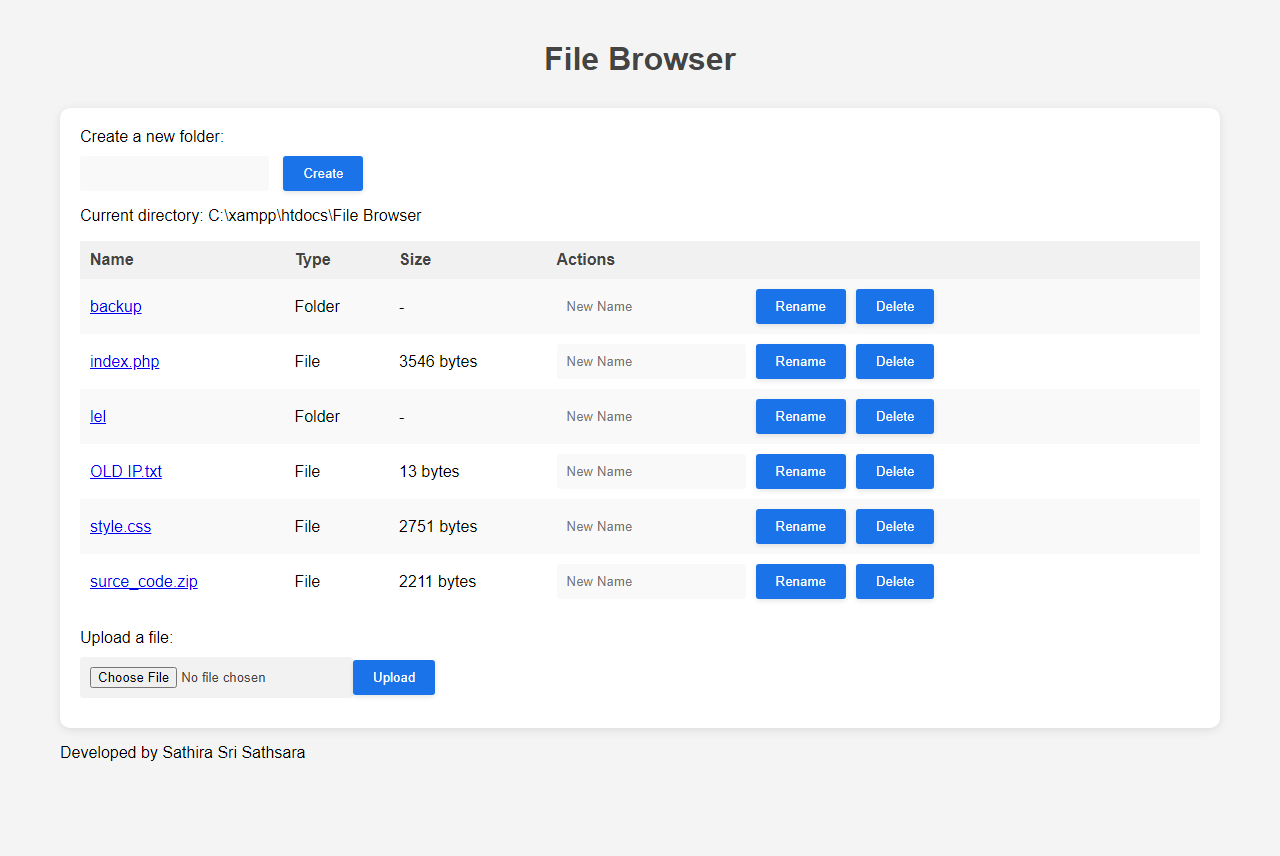 File Browser
Create a new folder:
Create
Current directory: C:\xampp\htdocs\File Browser
Name Type Size Actions
backup Folder - New Name Rename Delete
index.php File 3546 bytes New Name Rename Delete
lel Folder - New Name Rename Delete
OLD IP.txt File 13 bytes New Name Rename Delete
style.css File 2751 bytes New Name Rename Delete
surce_code.zip File 2211 bytes New Name Rename Delete
Upload a file:
Choose File No file chosen Upload
Developed by Sathira Sri Sathsara